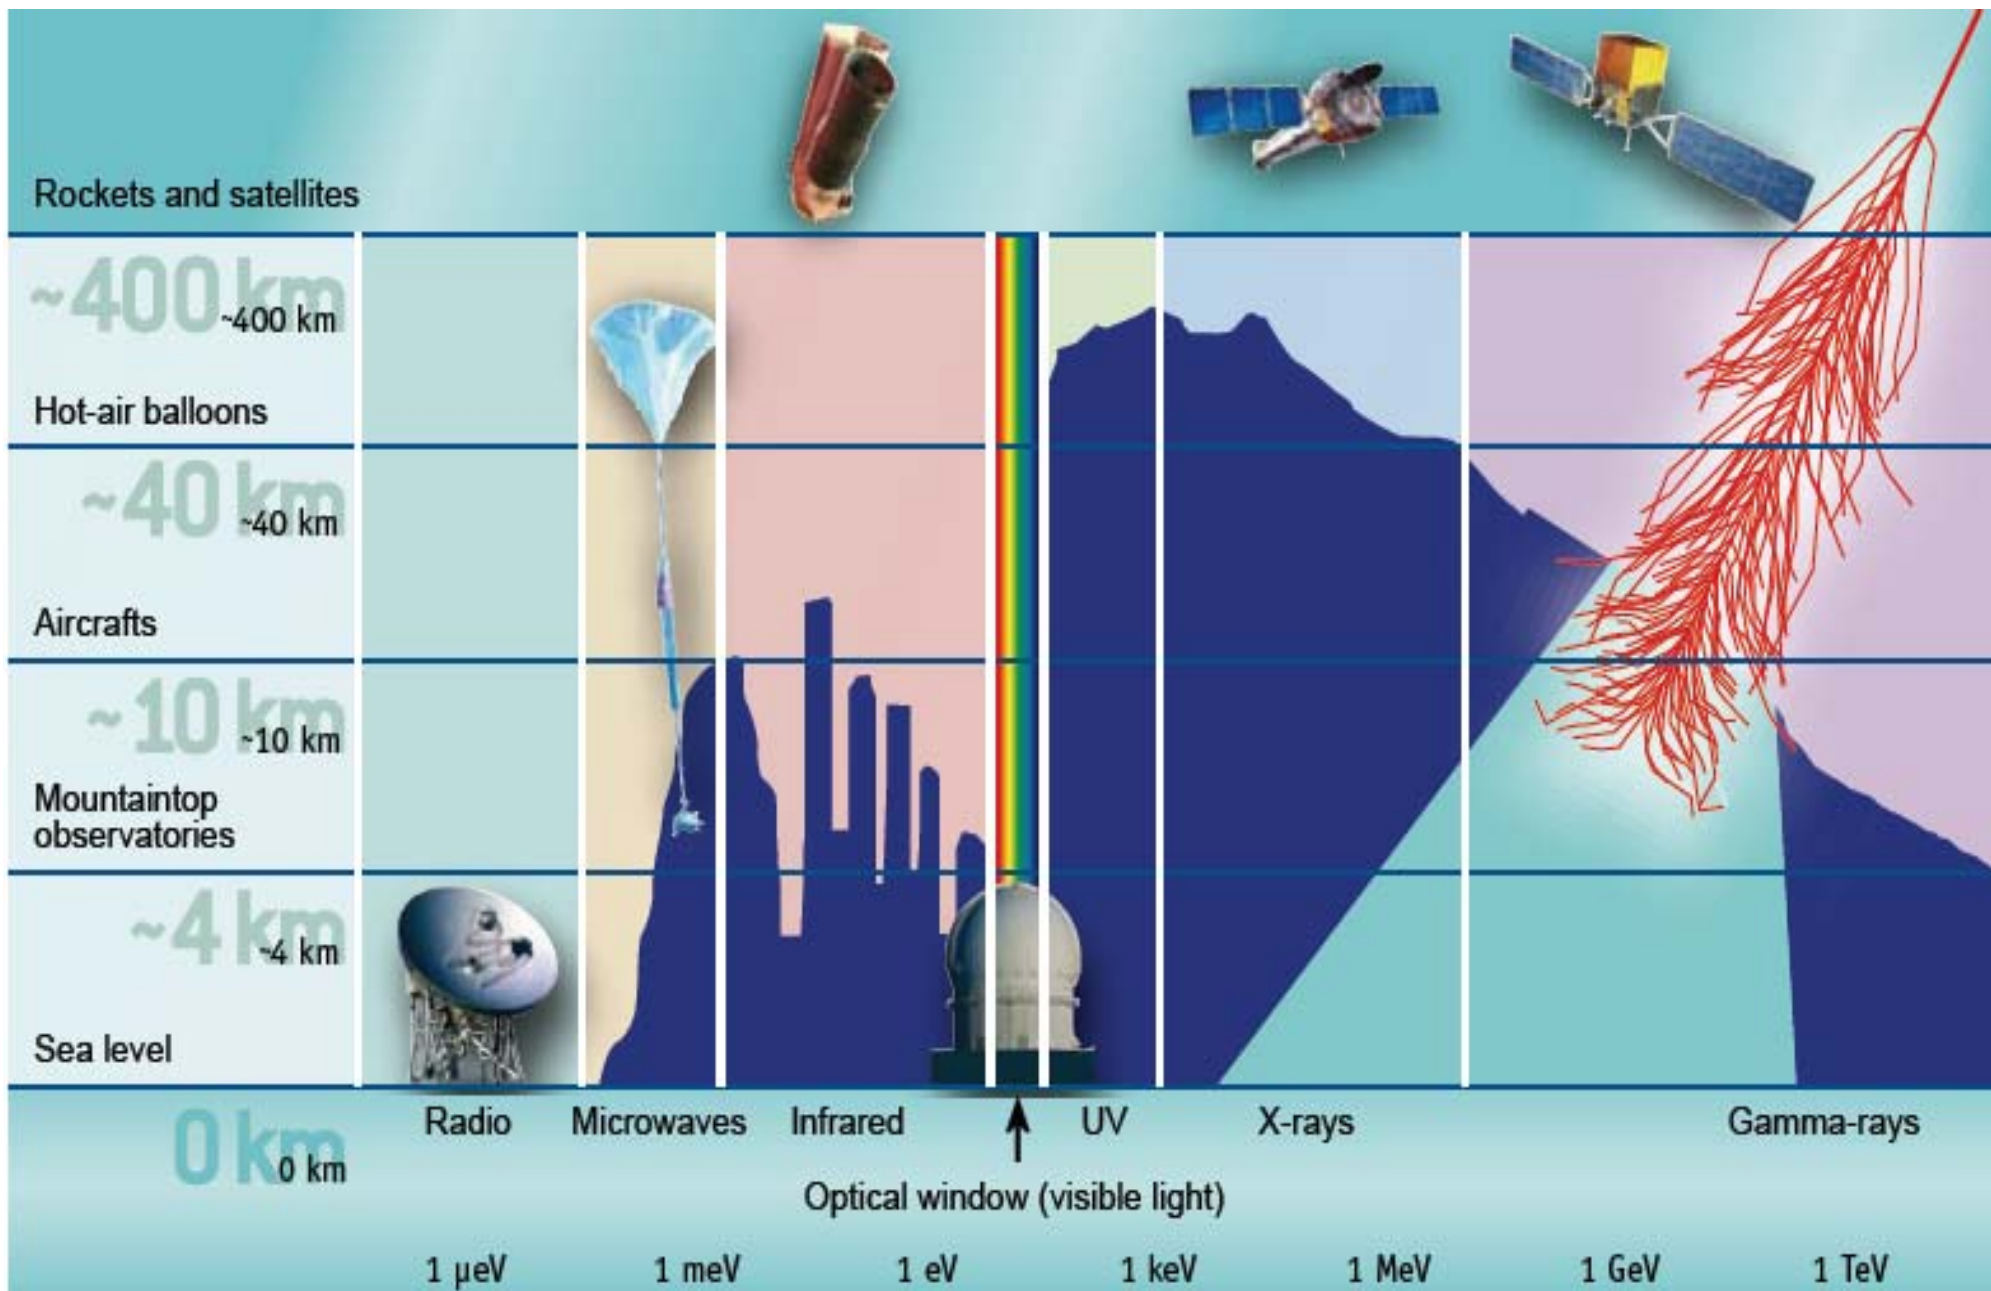 Rockets and satellites
~400 km
~400 km
Hot-air balloons
~40 km
~40 km
Aircrafts
~10 km
~10 km
Mountaintop
observatories
~4 km
~4 km
Sea level
0 km
0 km
Radio Microwaves Infrared UV X-rays Gamma-rays
Optical window (visible light)
1 µeV 1 meV 1 eV 1 keV 1 MeV 1 GeV 1 TeV